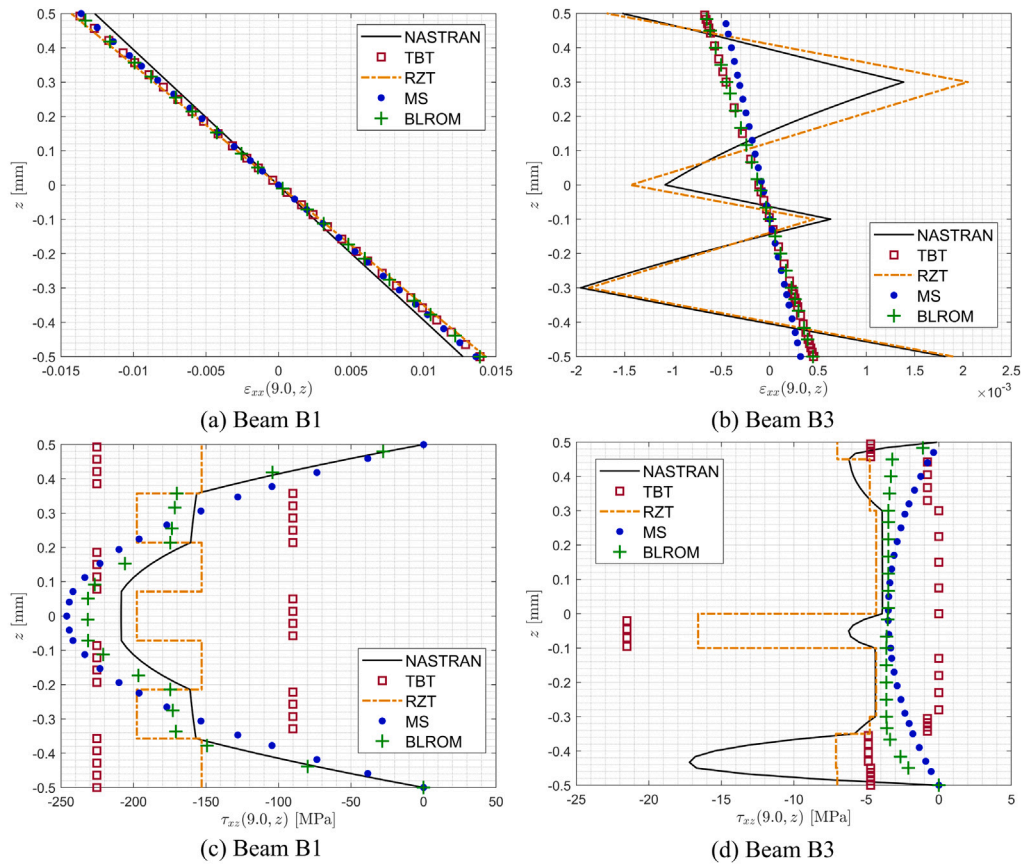 0.5
0.4
0.3
0.2
0.1
0
-0.1
-0.2
-0.3
-0.4
-0.5
z [mm]
NASTRAN
TBT
RZT
MS
BLROM
-0.015 -0.01 -0.005 0 0.005 0.01 0.015
εxx(9.0, z)
(a) Beam B1
0.5
0.4
0.3
0.2
0.1
0
-0.1
-0.2
-0.3
-0.4
-0.5
z [mm]
NASTRAN
TBT
RZT
MS
BLROM
-2 -1.5 -1 -0.5 0 0.5 1 1.5 2 2.5
×10⁻³
εxx(9.0, z)
(b) Beam B3
0.5
0.4
0.3
0.2
0.1
0
-0.1
-0.2
-0.3
-0.4
-0.5
z [mm]
NASTRAN
TBT
RZT
MS
BLROM
-250 -200 -150 -100 -50 0 50
τxz(9.0, z) [MPa]
(c) Beam B1
0.5
0.4
0.3
0.2
0.1
0
-0.1
-0.2
-0.3
-0.4
-0.5
z [mm]
NASTRAN
TBT
RZT
MS
BLROM
-25 -20 -15 -10 -5 0 5
τxz(9.0, z) [MPa]
(d) Beam B3